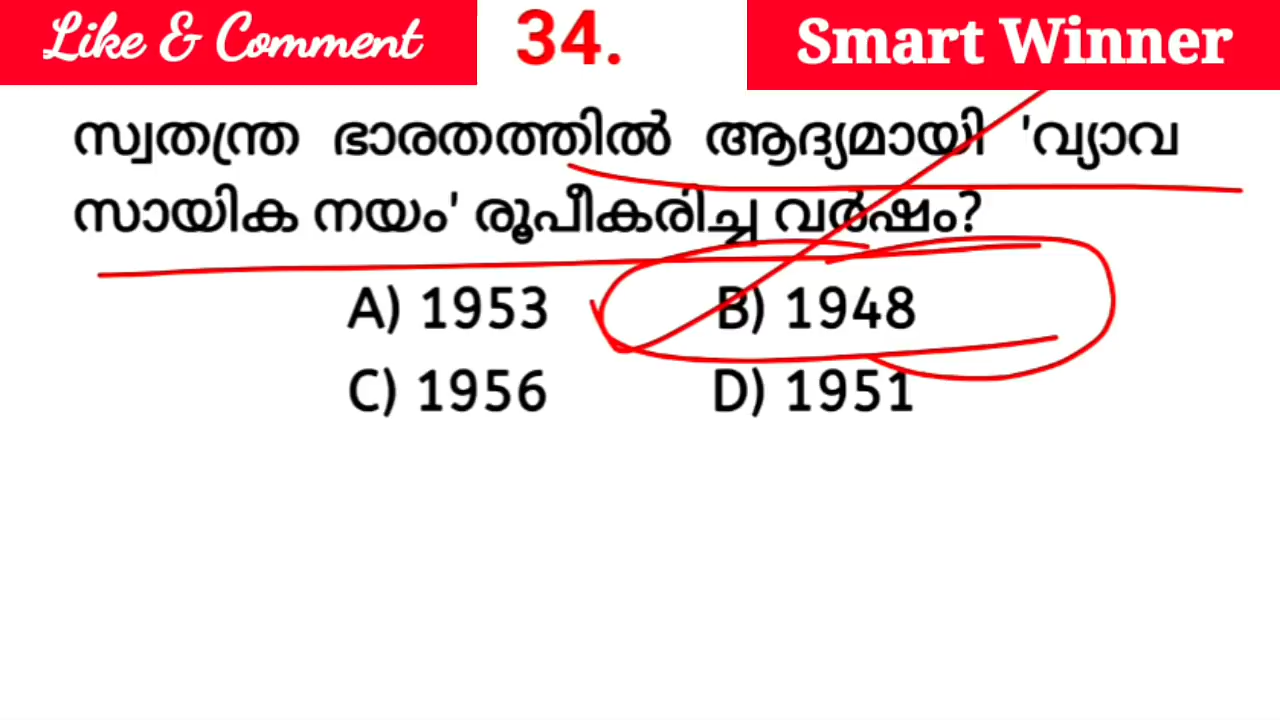 Like & Comment
34.
Smart Winner
സ്വതന്ത്ര ഭാരതത്തിൽ ആദ്യമായി 'വ്യാവ
സായിക നയം' രൂപീകരിച്ച വർഷം?
A) 1953 B) 1948
C) 1956 D) 1951